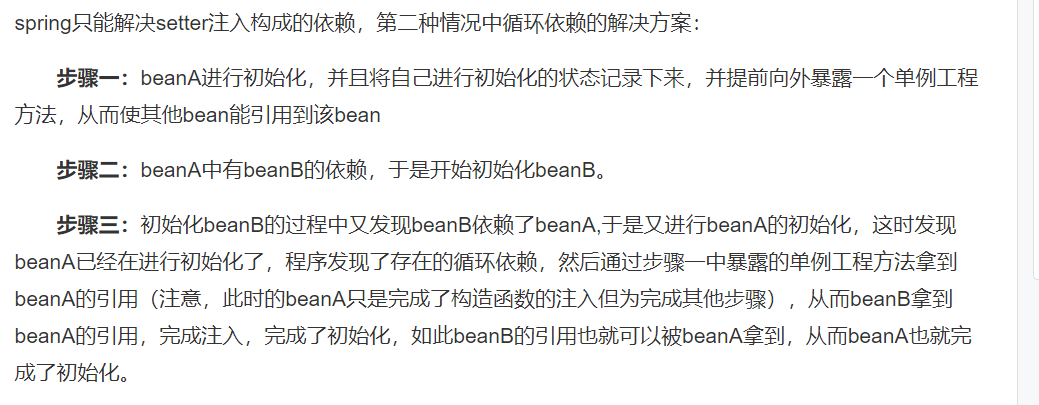 spring只能解决setter注入构成的依赖，第二种情况中循环依赖的解决方案：
步骤一：beanA进行初始化，并且将自己进行初始化的状态记录下来，并提前向外暴露一个单例工程
方法，从而使其他bean能引用到该bean
步骤二：beanA中有beanB的依赖，于是开始初始化beanB。
步骤三：初始化beanB的过程中又发现beanB依赖了beanA,于是又进行beanA的初始化，这时发现
beanA已经在进行初始化了，程序发现了存在的循环依赖，然后通过步骤一中暴露的单例工程方法拿到
beanA的引用（注意，此时的beanA只是完成了构造函数的注入但为完成其他步骤），从而beanB拿到
beanA的引用，完成注入，完成了初始化，如此beanB的引用也就可以被beanA拿到，从而beanA也就完
成了初始化。